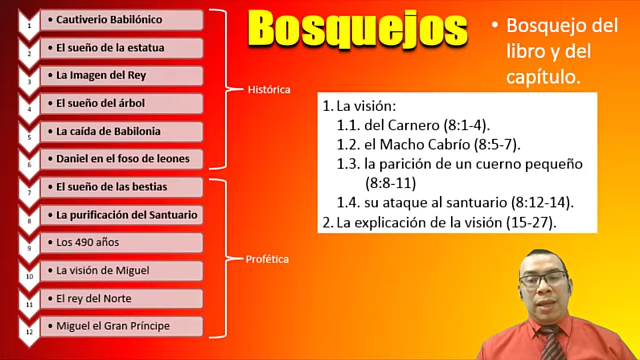 Bosquejos
1 • Cautiverio Babilónico
2 • El sueño de la estatua
3 • La Imagen del Rey
4 • El sueño del árbol
5 • La caída de Babilonia
6 • Daniel en el foso de leones
7 • El sueño de las bestias
8 • La purificación del Santuario
9 • Los 490 años
10 • La visión de Miguel
11 • El rey del Norte
12 • Miguel el Gran Príncipe
Histórica
Profética
• Bosquejo del
libro y del
capítulo.
1. La visión:
1.1. del Carnero (8:1-4).
1.2. el Macho Cabrío (8:5-7).
1.3. la parición de un cuerno pequeño
(8:8-11)
1.4. su ataque al santuario (8:12-14).
2. La explicación de la visión (15-27).